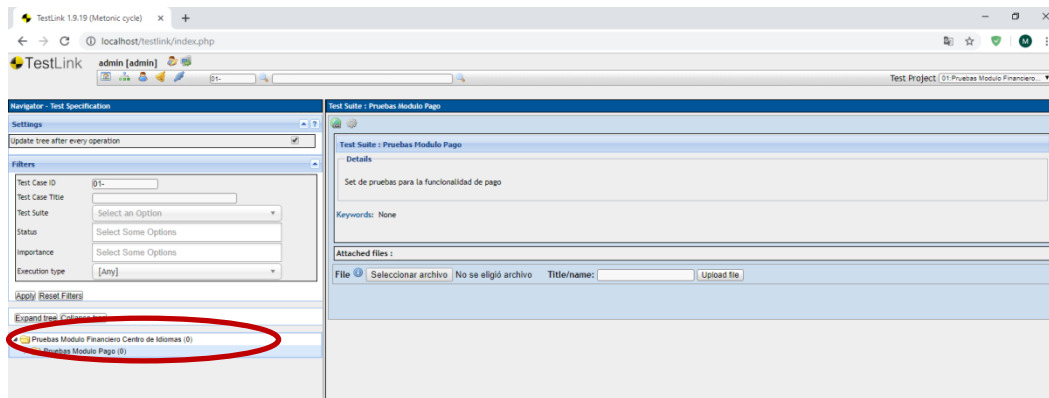 TestLink 1.9.19 (Metonic cycle)
localhost/testlink/index.php
M
TestLink admin [admin]
01-
Test Project 01:Pruebas Modulo Financiero...
Navigator - Test Specification
Settings
Update tree after every operation
Filters
Test Case ID 01-
Test Case Title
Test Suite Select an Option
Status Select Some Options
Importance Select Some Options
Execution type [Any]
Apply Reset Filters
Expand tree Collapse tree
Pruebas Modulo Financiero Centro de Idiomas (0)
Pruebas Modulo Pago (0)
Test Suite : Pruebas Modulo Pago
Test Suite : Pruebas Modulo Pago
Details
Set de pruebas para la funcionalidad de pago
Keywords: None
Attached files :
File Seleccionar archivo No se eligió archivo Title/name: Upload file